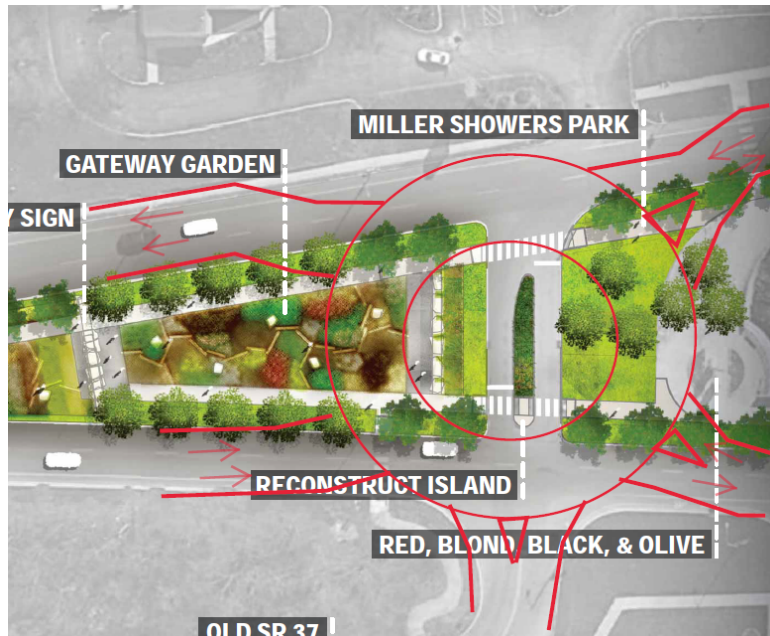 MILLER SHOWERS PARK
GATEWAY GARDEN
Y SIGN
RECONSTRUCT ISLAND
RED, BLOND, BLACK, & OLIVE
OLD SR 37